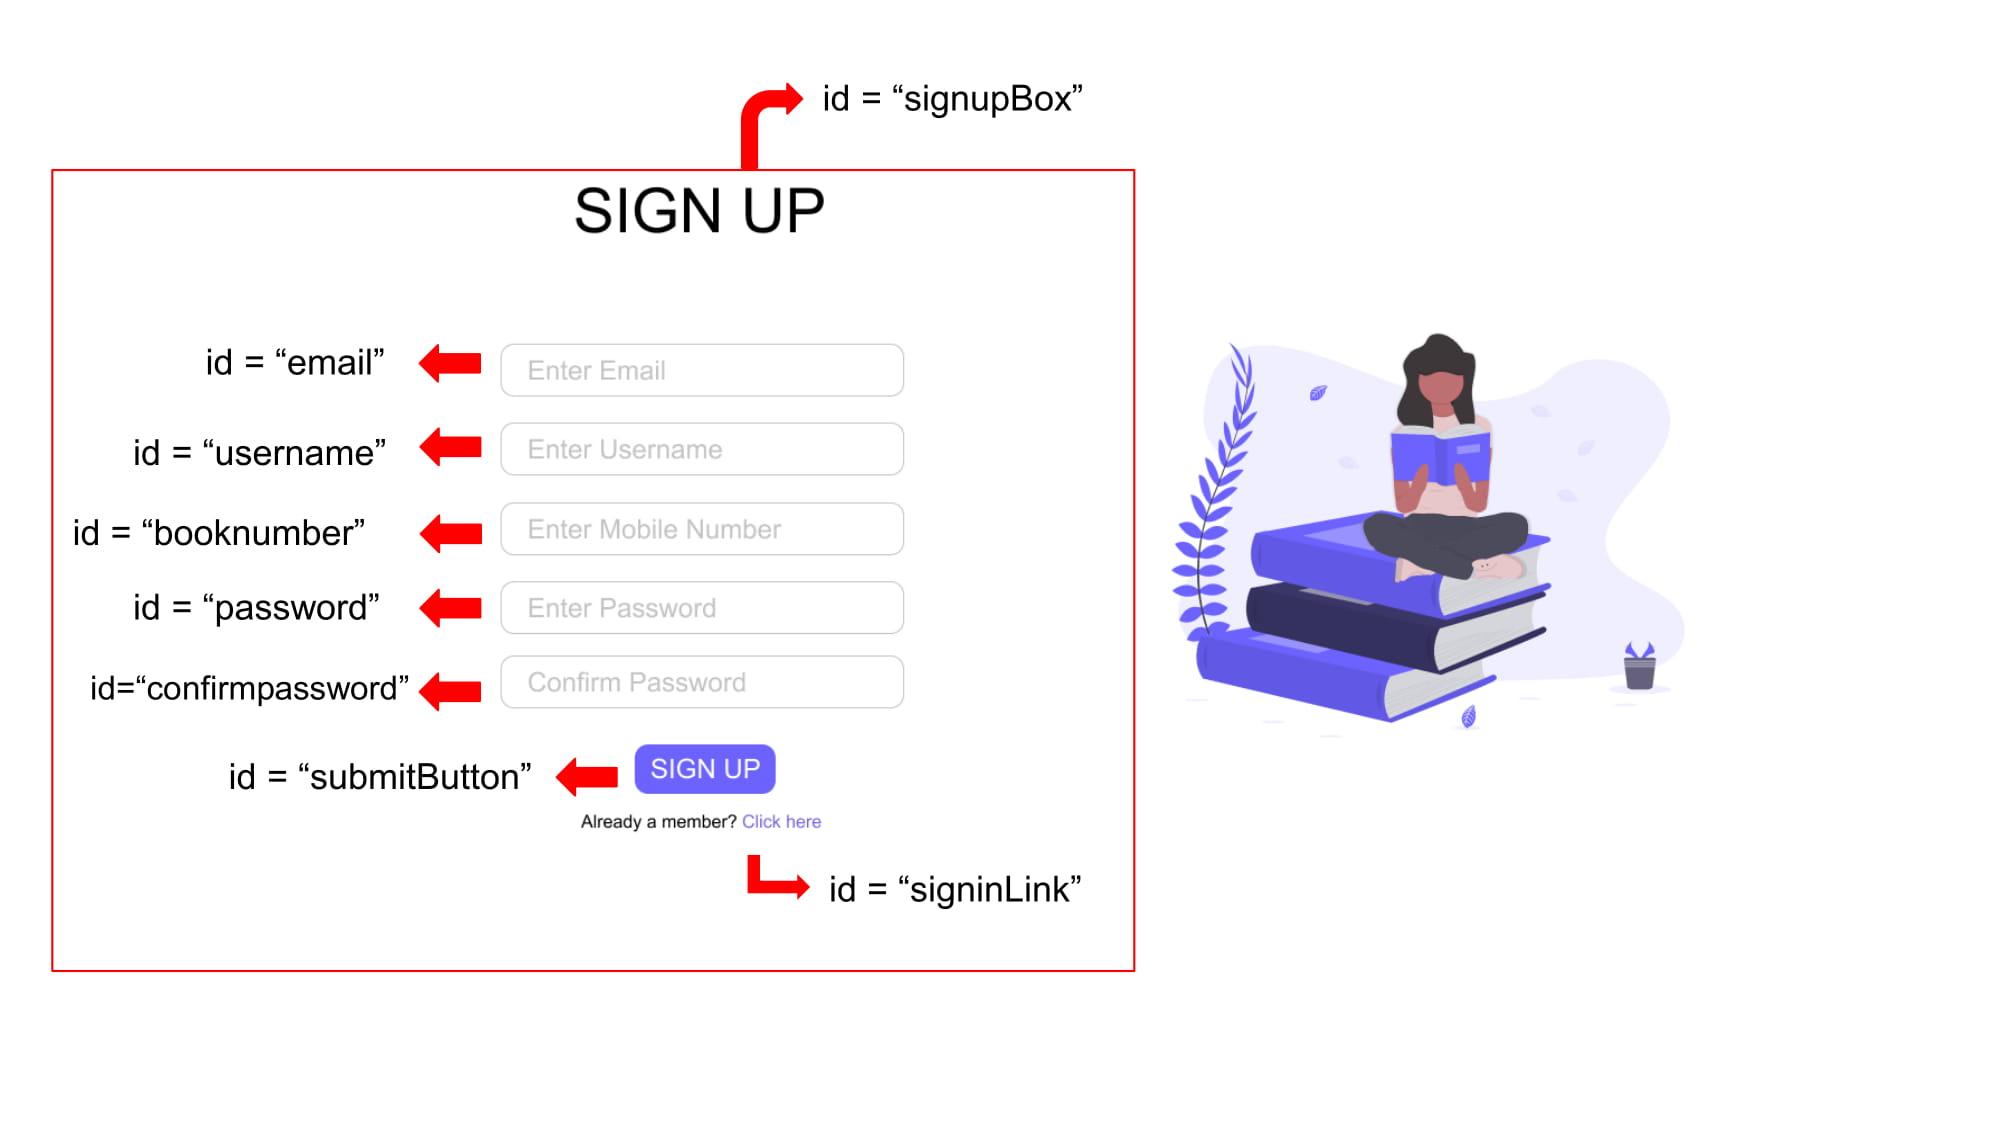 id = “signupBox”
SIGN UP
id = “email”
Enter Email
id = “username”
Enter Username
id = “booknumber”
Enter Mobile Number
id = “password”
Enter Password
id=“confirmpassword”
Confirm Password
id = “submitButton”
SIGN UP
Already a member? Click here
id = “signinLink”